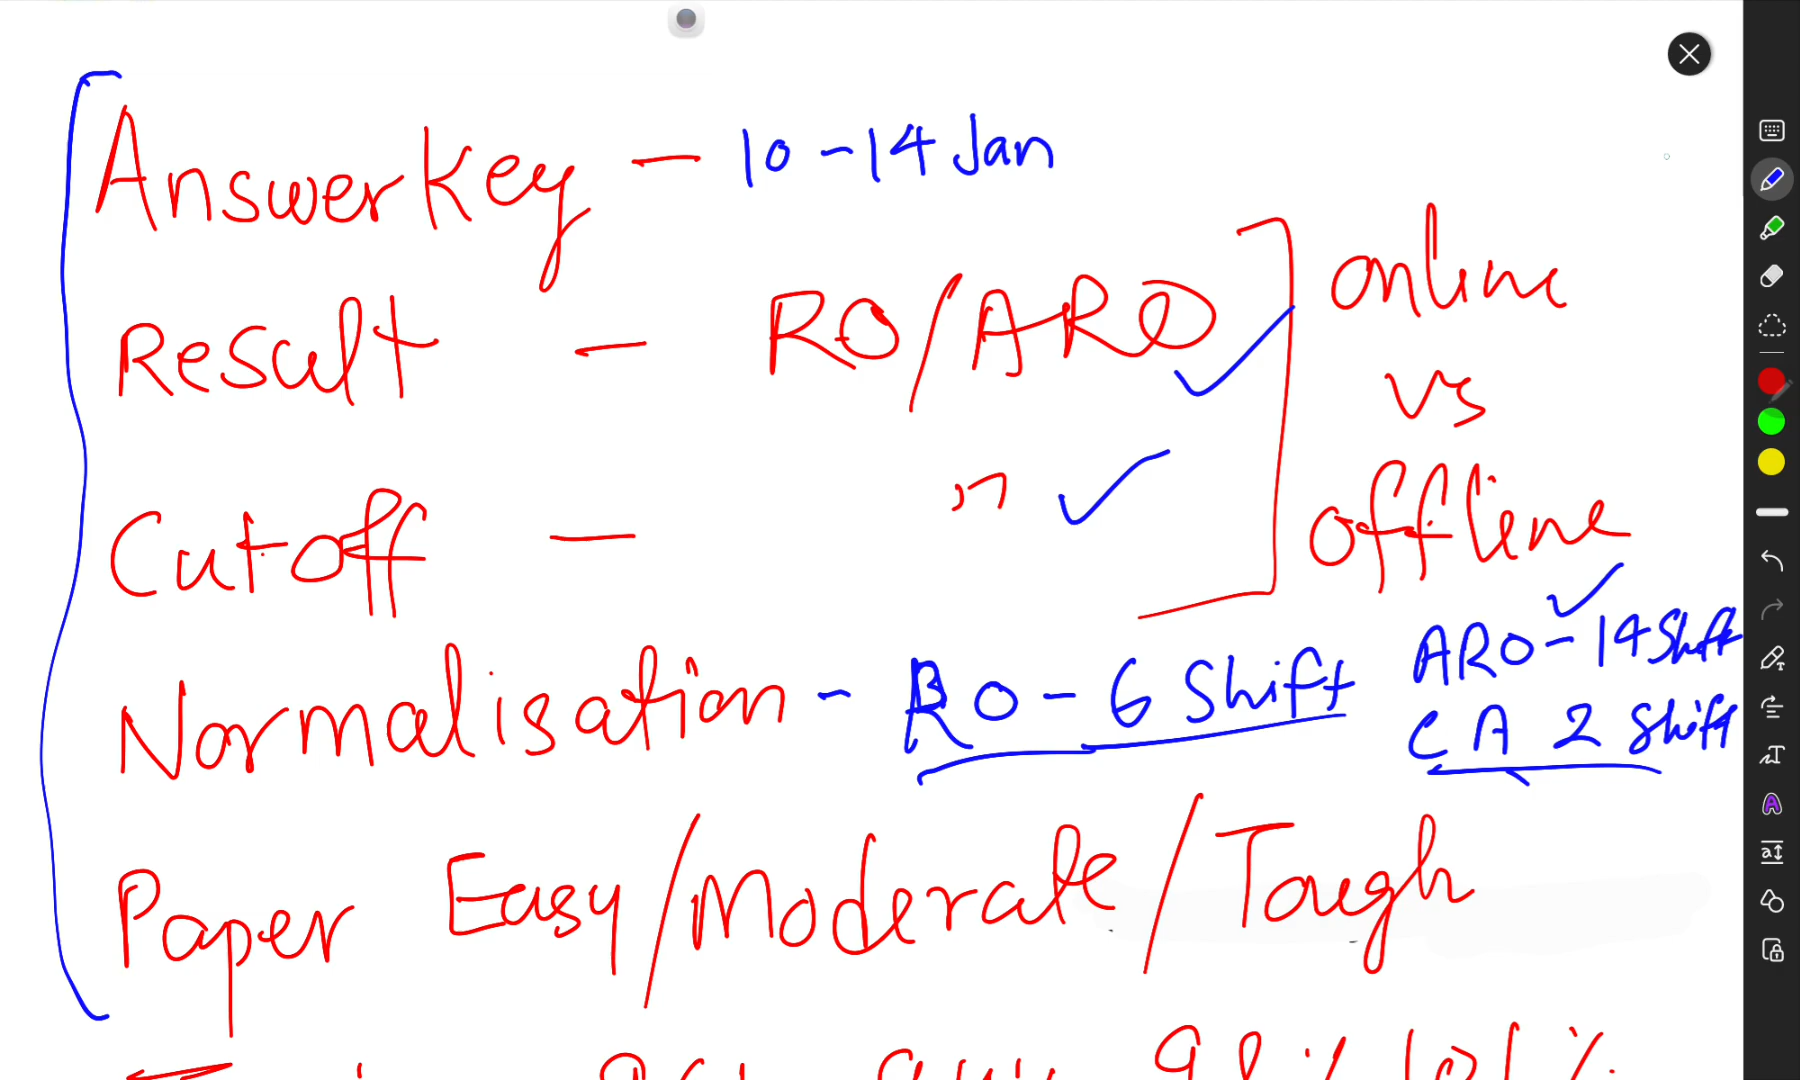 Answer Key — 10 - 14 Jan
Result — RO/ARO
Cutoff — "
online
vs
offline
Normalisation - RO - 6 Shift
ARO - 14 Shift
CA 2 Shift
Paper Easy/Moderate/Tough